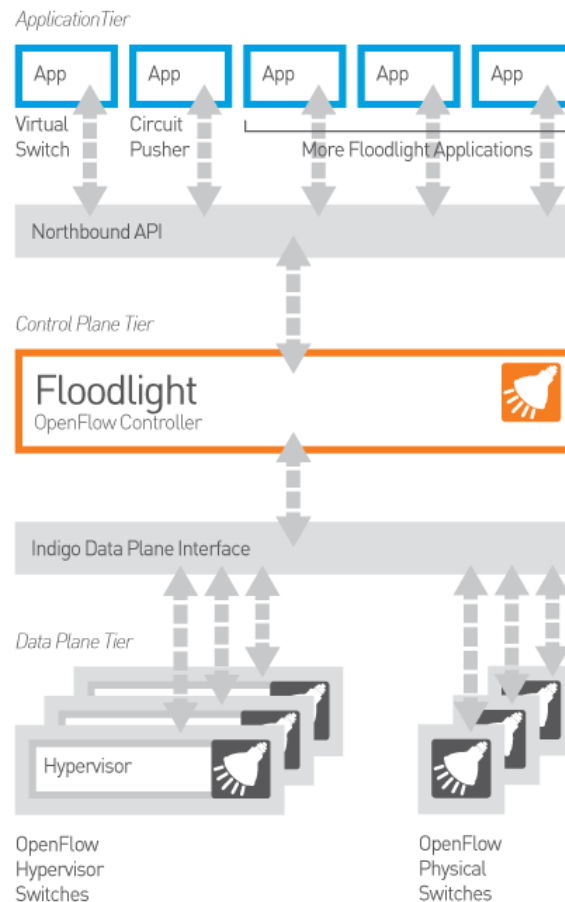 ApplicationTier
App
App
App
App
App
Virtual
Switch
Circuit
Pusher
More Floodlight Applications
Northbound API
Control Plane Tier
Floodlight
OpenFlow Controller
Indigo Data Plane Interface
Data Plane Tier
Hypervisor
OpenFlow
Hypervisor
Switches
OpenFlow
Physical
Switches